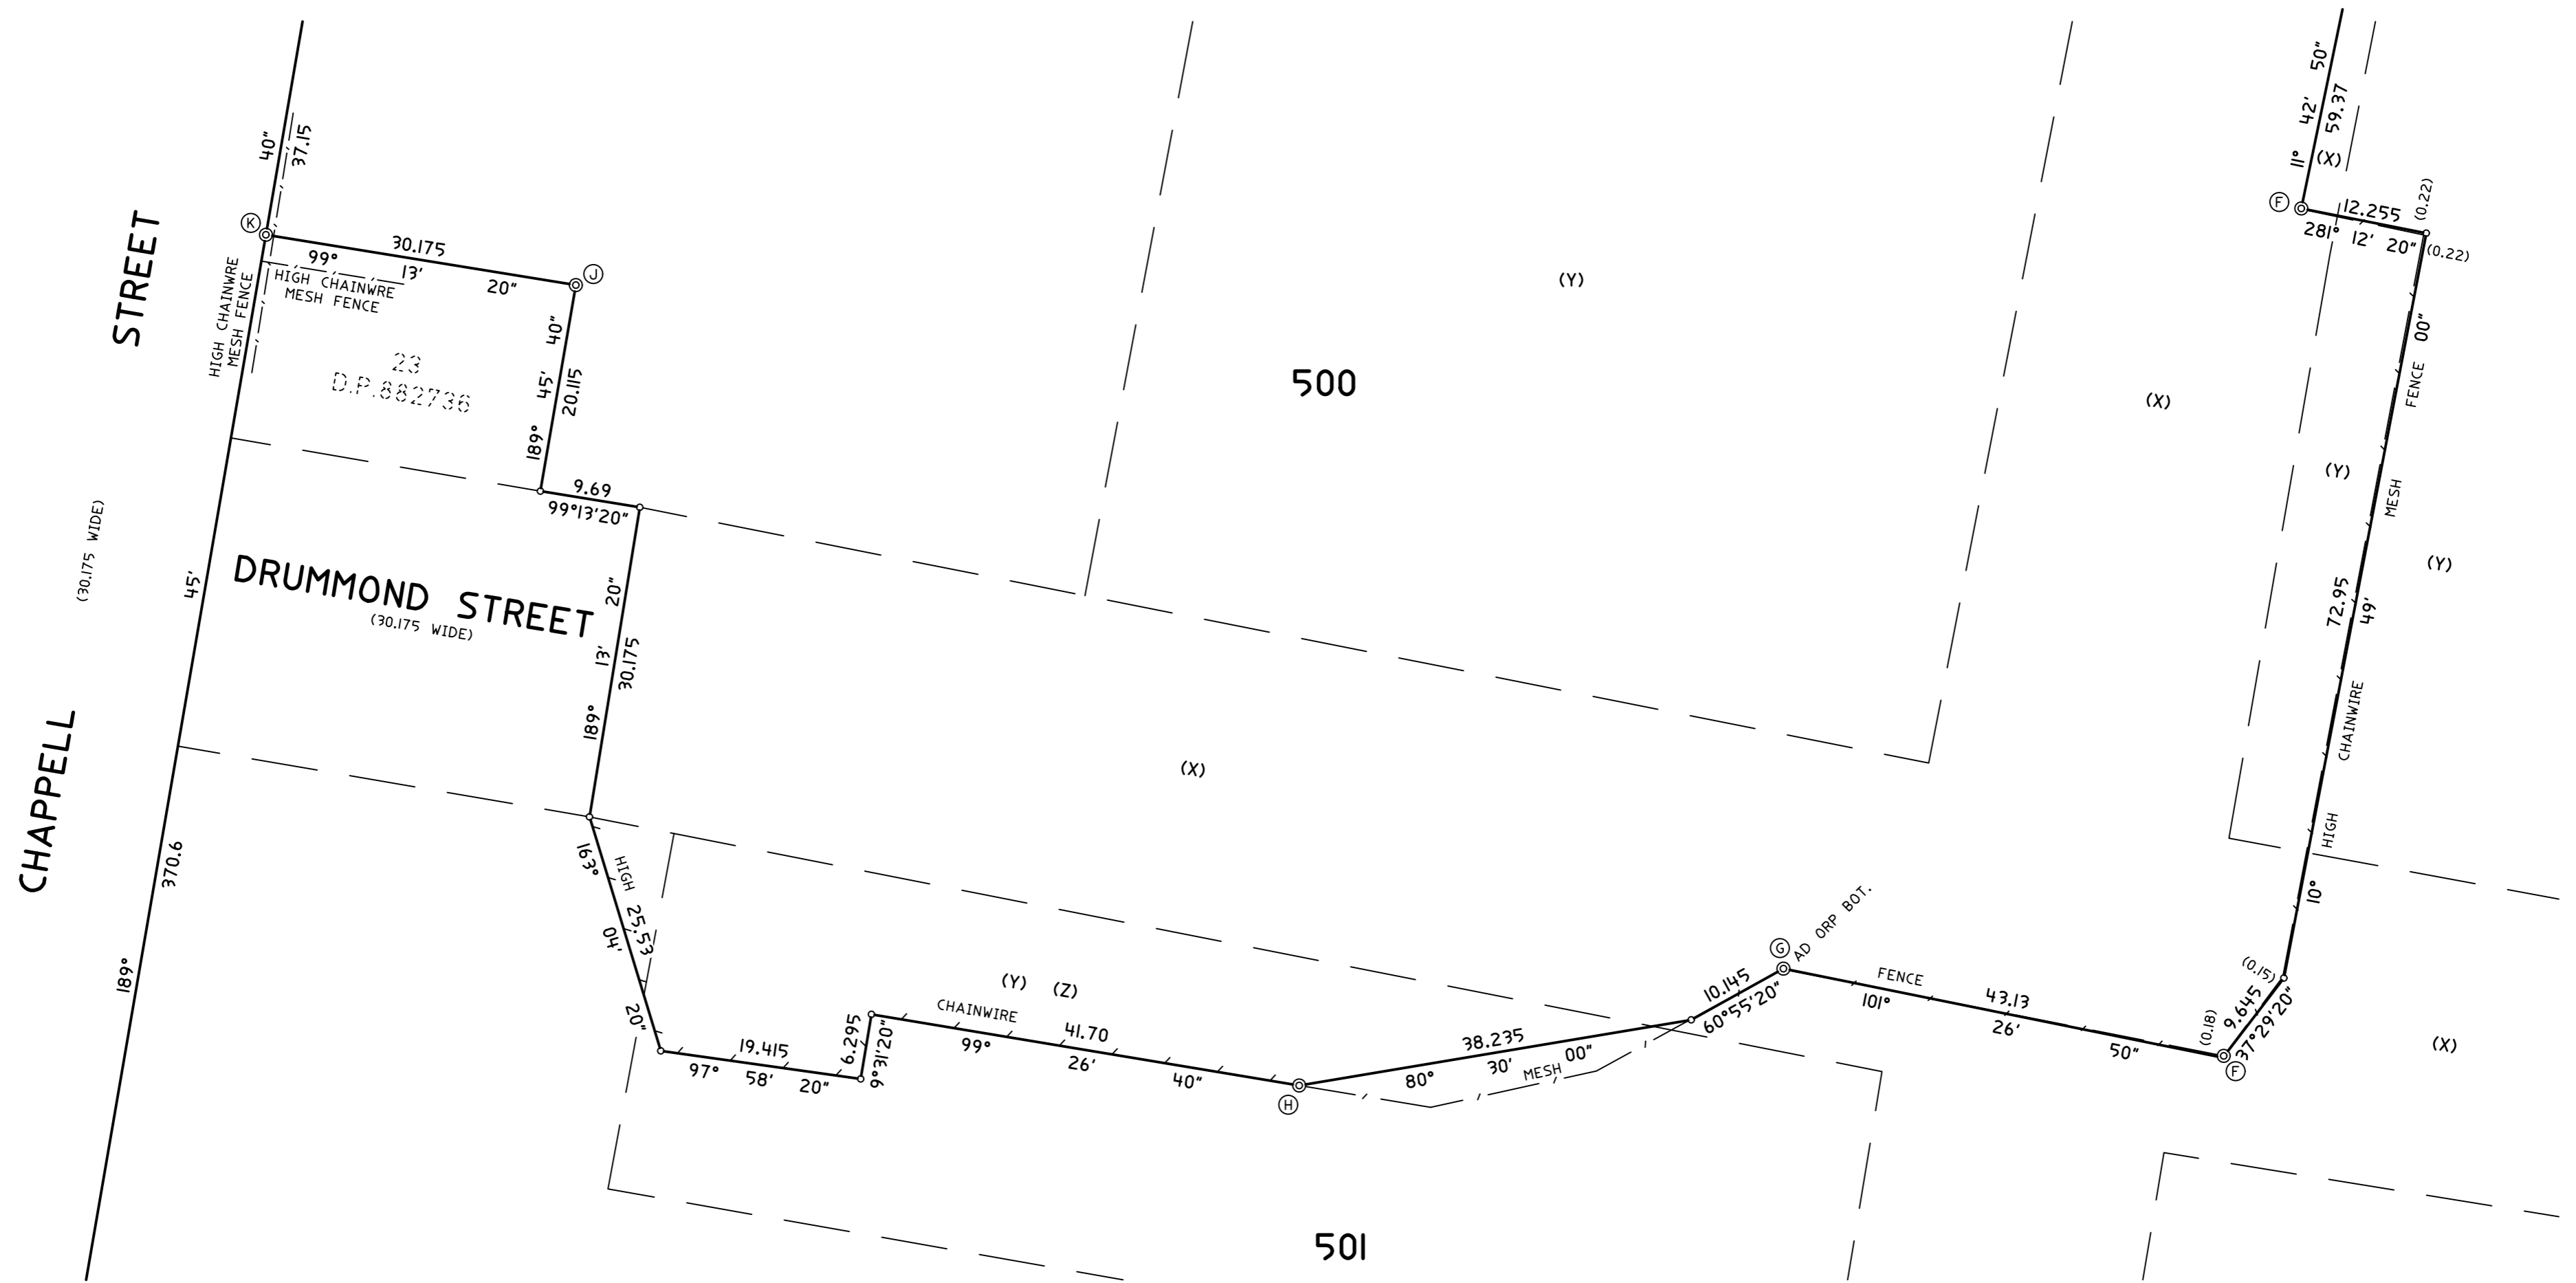 CHAPPELL STREET
(30.175 WIDE)
189° 45' 40"
370.6
37.15
K
30.175
99° 13' 20"
J
HIGH CHAINWRE
MESH FENCE
HIGH CHAINWRE
MESH FENCE
23
D.P.882736
189° 45' 40"
20.115
9.69
99°13'20"
DRUMMOND STREET
(30.175 WIDE)
189° 13' 20"
30.175
163° 04' 20"
25.53
HIGH
19.415
97° 58' 20"
6.295
9°31'20"
(Y) (Z)
CHAINWIRE
41.70
99° 26' 40"
H
38.235
80° 30' 00"
MESH
10.145
60°55'20"
G
AD ORP BOT.
FENCE
43.13
101° 26' 50"
(0.18)
F
9.645
37°29'20"
(0.15)
10° 49' 00"
72.95
HIGH CHAINWIRE MESH FENCE
(0.22)
(0.22)
12.255
281° 12' 20"
F
11° 42' 50"
59.37
(X)
(Y)
500
(X)
(Y)
(Y)
(X)
(X)
501